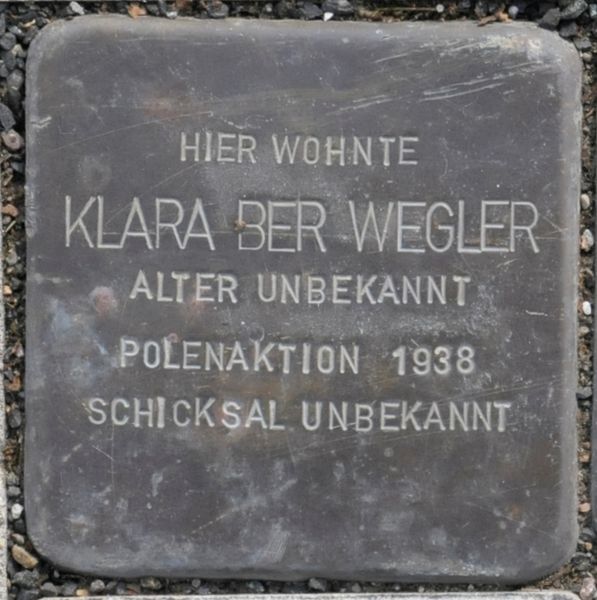 HIER WOHNTE
KLARA BER WEGLER
ALTER UNBEKANNT
POLENAKTION 1938
SCHICKSAL UNBEKANNT